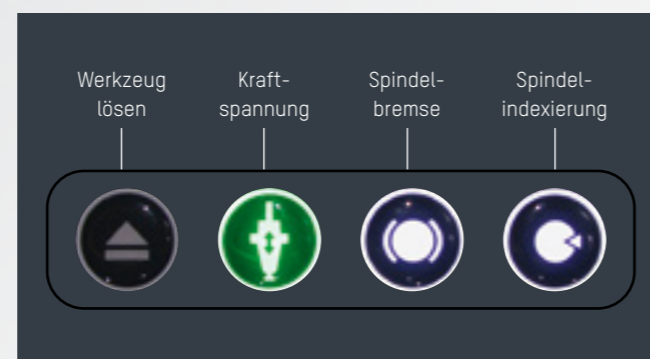 Werkzeug
lösen
Kraft-
spannung
Spindel-
bremse
Spindel-
indexierung